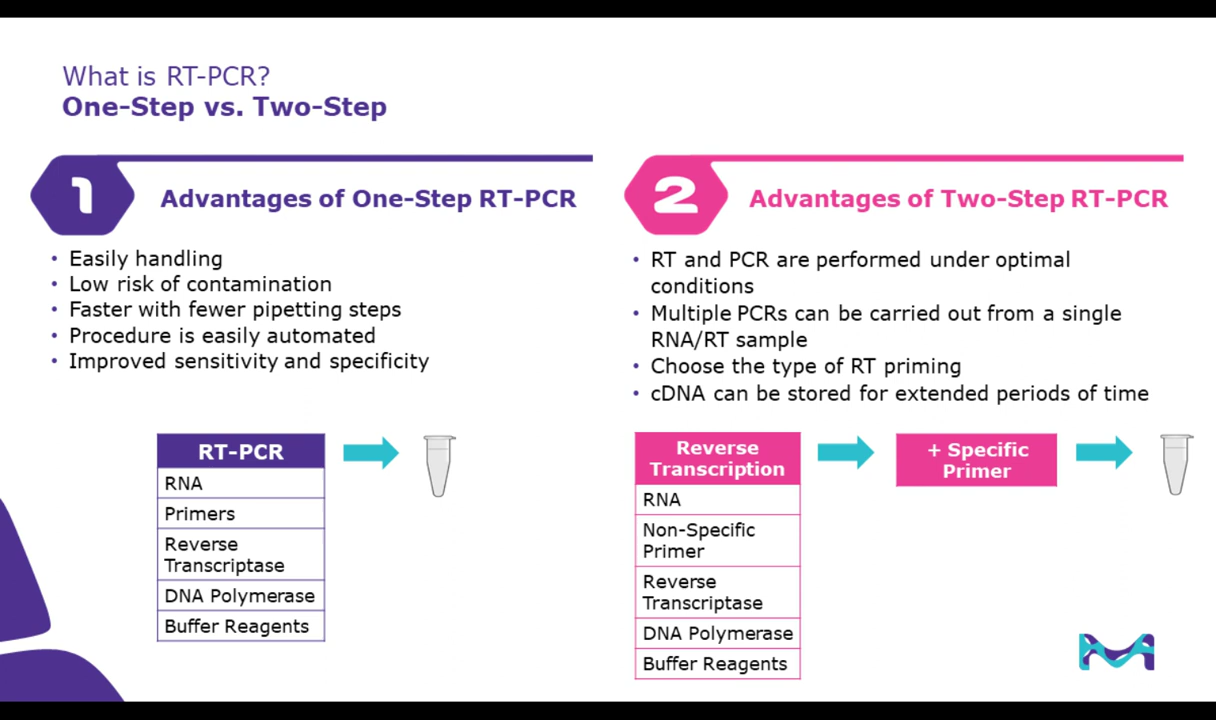 What is RT-PCR?
One-Step vs. Two-Step
1
Advantages of One-Step RT-PCR
• Easily handling
• Low risk of contamination
• Faster with fewer pipetting steps
• Procedure is easily automated
• Improved sensitivity and specificity
RT-PCR
RNA
Primers
Reverse
Transcriptase
DNA Polymerase
Buffer Reagents
2
Advantages of Two-Step RT-PCR
• RT and PCR are performed under optimal
conditions
• Multiple PCRs can be carried out from a single
RNA/RT sample
• Choose the type of RT priming
• cDNA can be stored for extended periods of time
Reverse
Transcription
RNA
Non-Specific
Primer
Reverse
Transcriptase
DNA Polymerase
Buffer Reagents
+ Specific
Primer
M